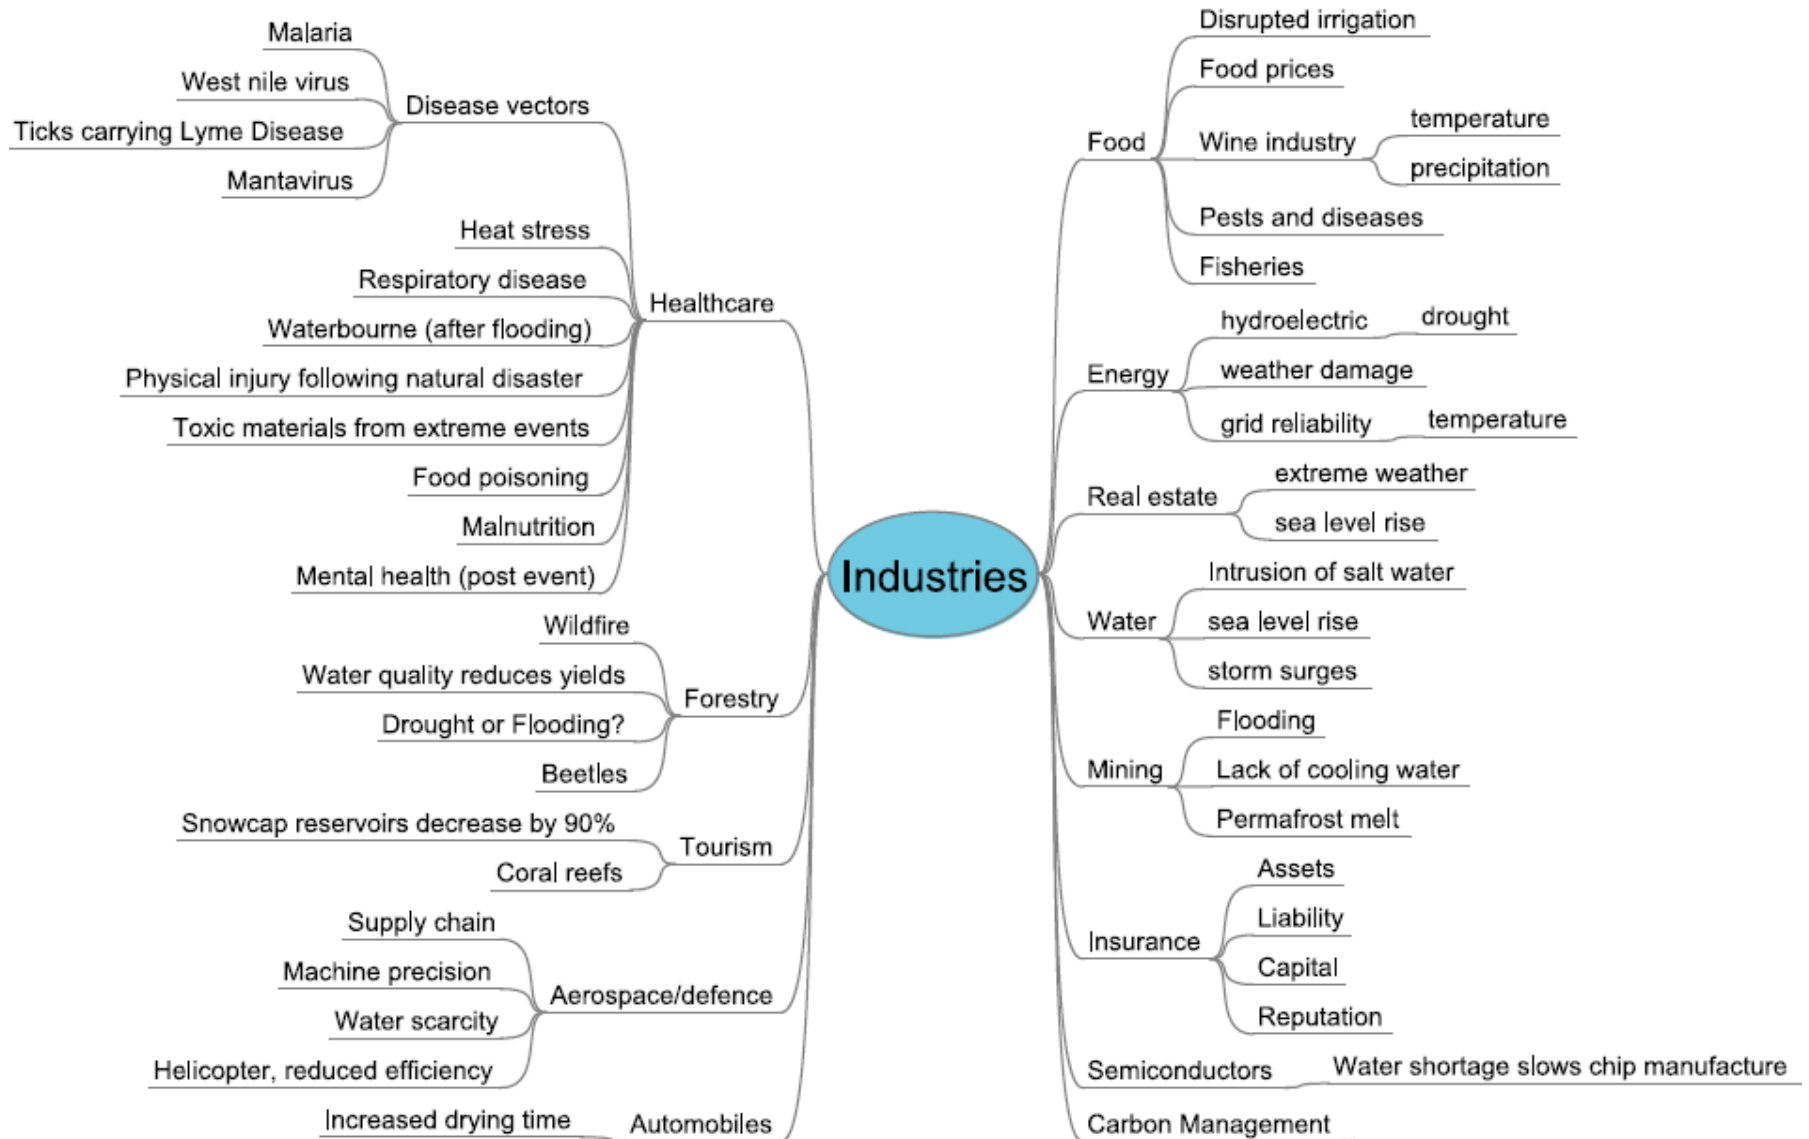 Malaria
West nile virus
Ticks carrying Lyme Disease
Mantavirus
Disease vectors
Heat stress
Respiratory disease
Waterbourne (after flooding)
Physical injury following natural disaster
Toxic materials from extreme events
Food poisoning
Malnutrition
Mental health (post event)
Healthcare
Wildfire
Water quality reduces yields
Drought or Flooding?
Beetles
Forestry
Snowcap reservoirs decrease by 90%
Coral reefs
Tourism
Supply chain
Machine precision
Water scarcity
Helicopter, reduced efficiency
Aerospace/defence
Increased drying time
Automobiles
Industries
Food
Disrupted irrigation
Food prices
Wine industry
temperature
precipitation
Pests and diseases
Fisheries
Energy
hydroelectric
drought
weather damage
grid reliability
temperature
Real estate
extreme weather
sea level rise
Water
Intrusion of salt water
sea level rise
storm surges
Mining
Flooding
Lack of cooling water
Permafrost melt
Insurance
Assets
Liability
Capital
Reputation
Semiconductors
Water shortage slows chip manufacture
Carbon Management